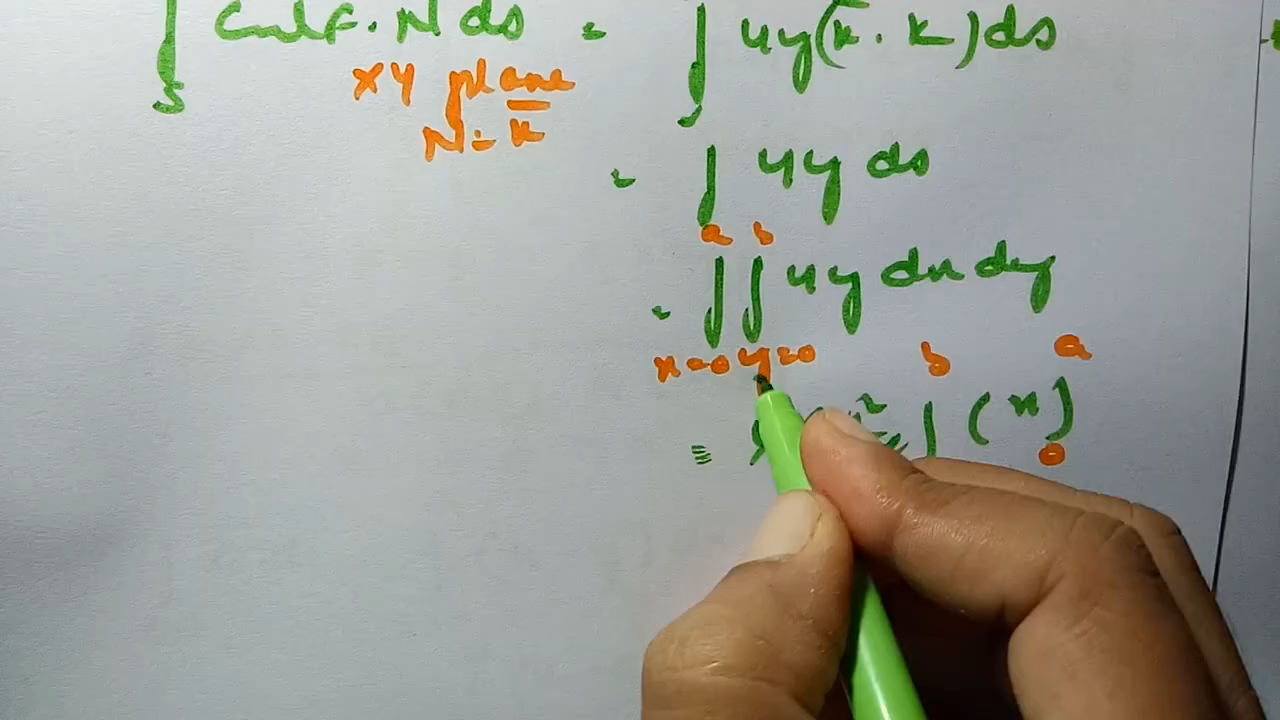 ∫ Curl F . N ds = ∫ 4y(k̄ . k) ds
S
XY plane
N = k̄
= ∫ 4y ds
a b
= ∫ ∫ 4y dx dy
x=0 y=0
b a
= | (x)
0